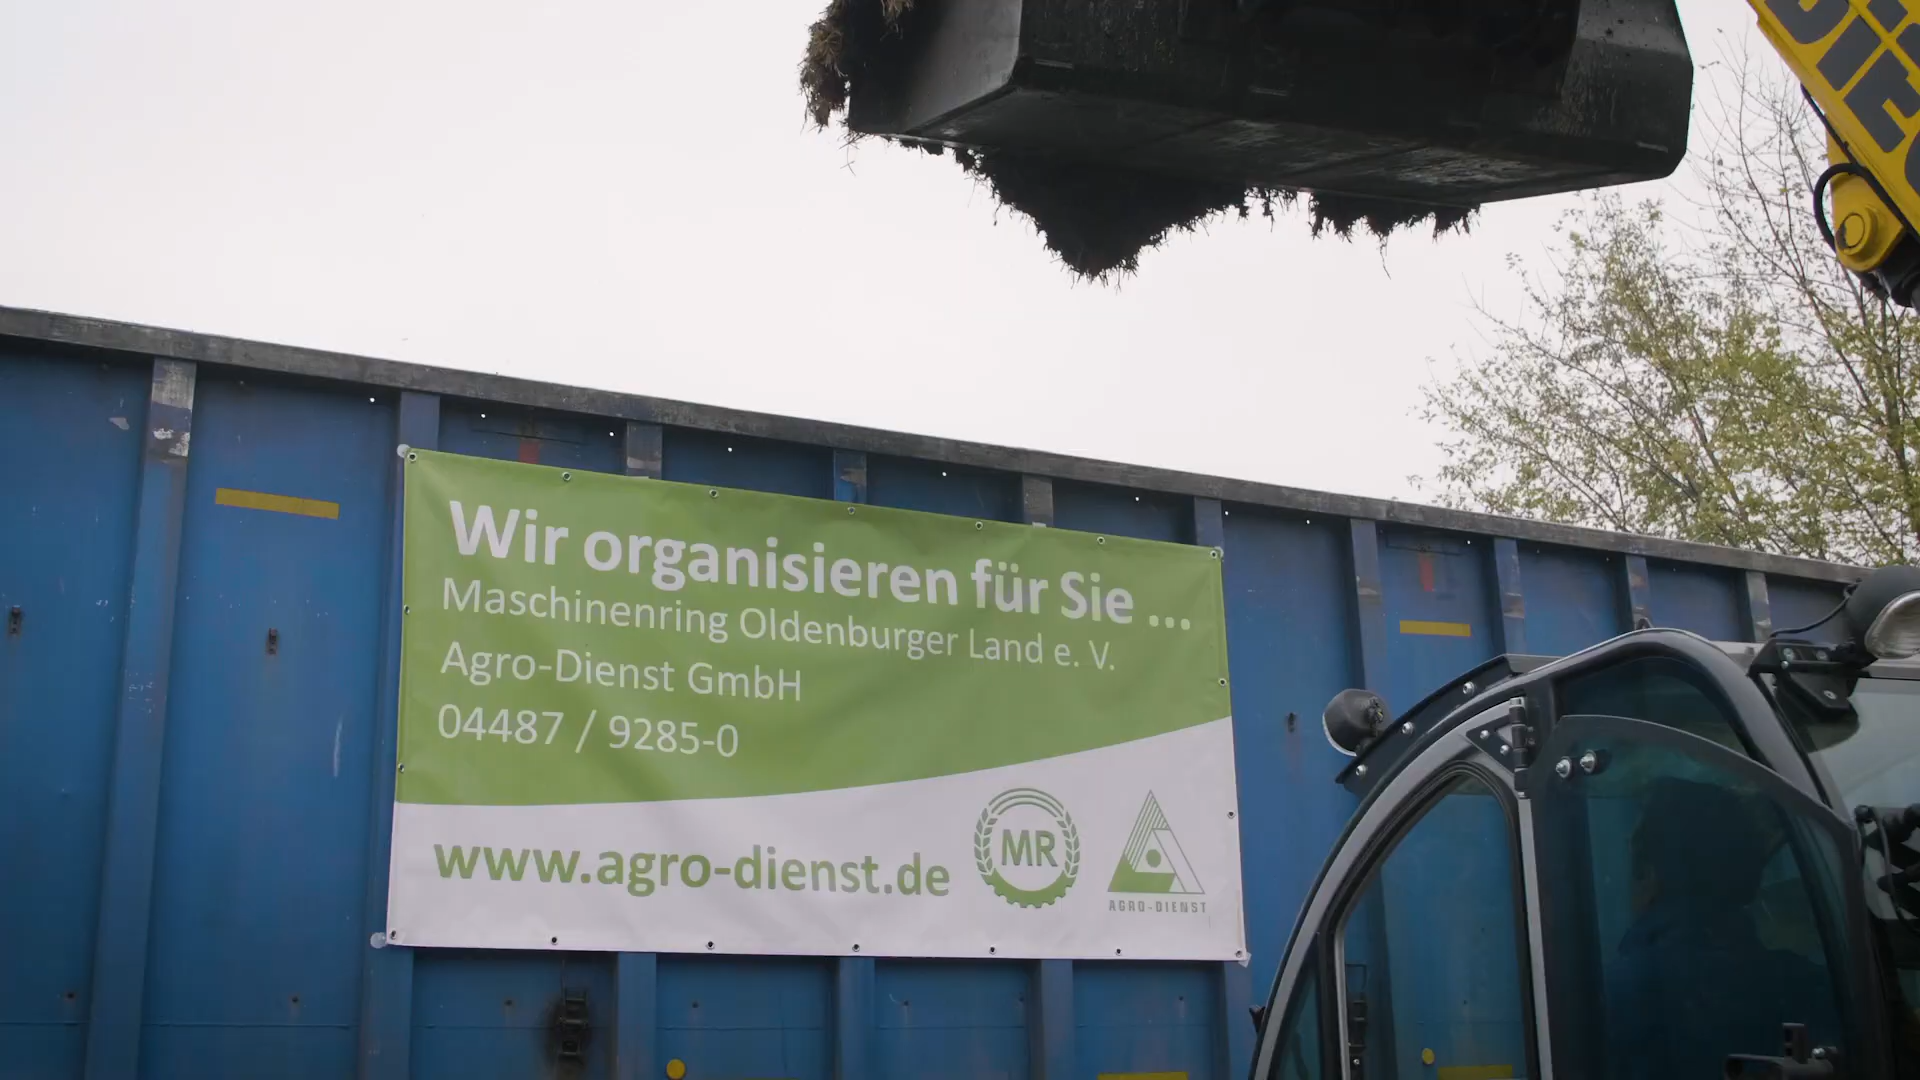 Wir organisieren für Sie ...
Maschinenring Oldenburger Land e. V.
Agro-Dienst GmbH
04487 / 9285-0
www.agro-dienst.de
MR
AGRO-DIENST